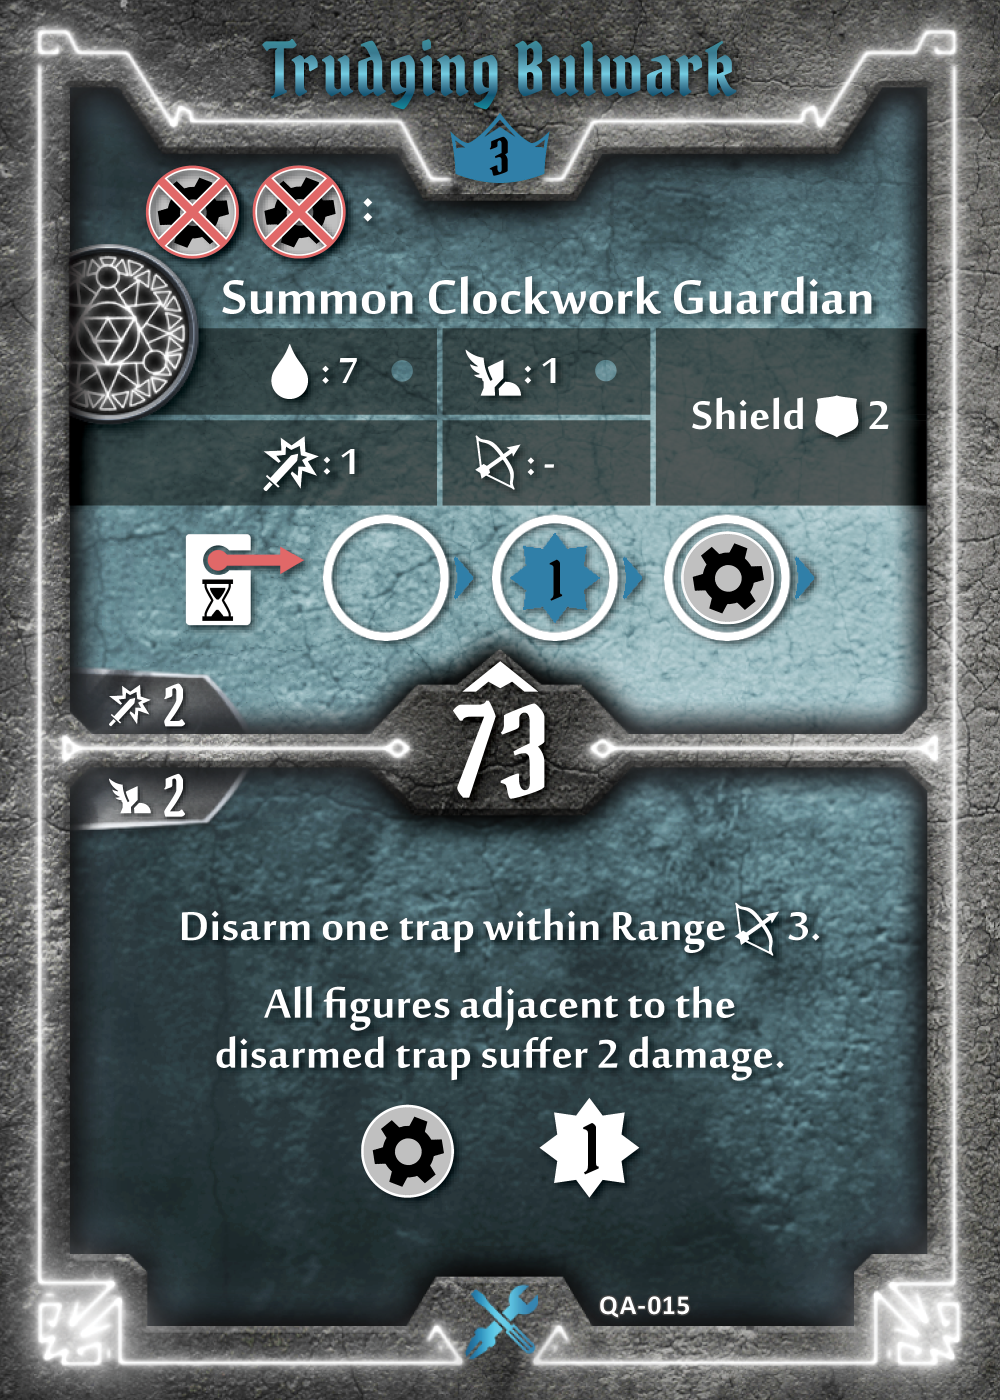 Trudging Bulwark
3
:
Summon Clockwork Guardian
: 7
: 1
Shield 2
: 1
: -
1
2
73
2
Disarm one trap within Range 3.
All figures adjacent to the
disarmed trap suffer 2 damage.
1
QA-015